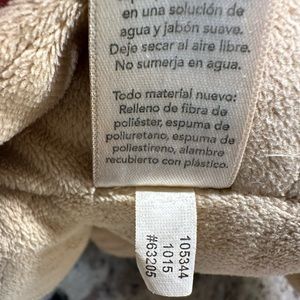 en una solución de
agua y jabón suave.
Deje secar al aire libre.
No sumerja en agua.
Todo material nuevo:
Relleno de fibra de
poliéster, espuma de
poliuretano, espuma de
poliestireno, alambre
recubierto con plástico.
105344
1015
#63205